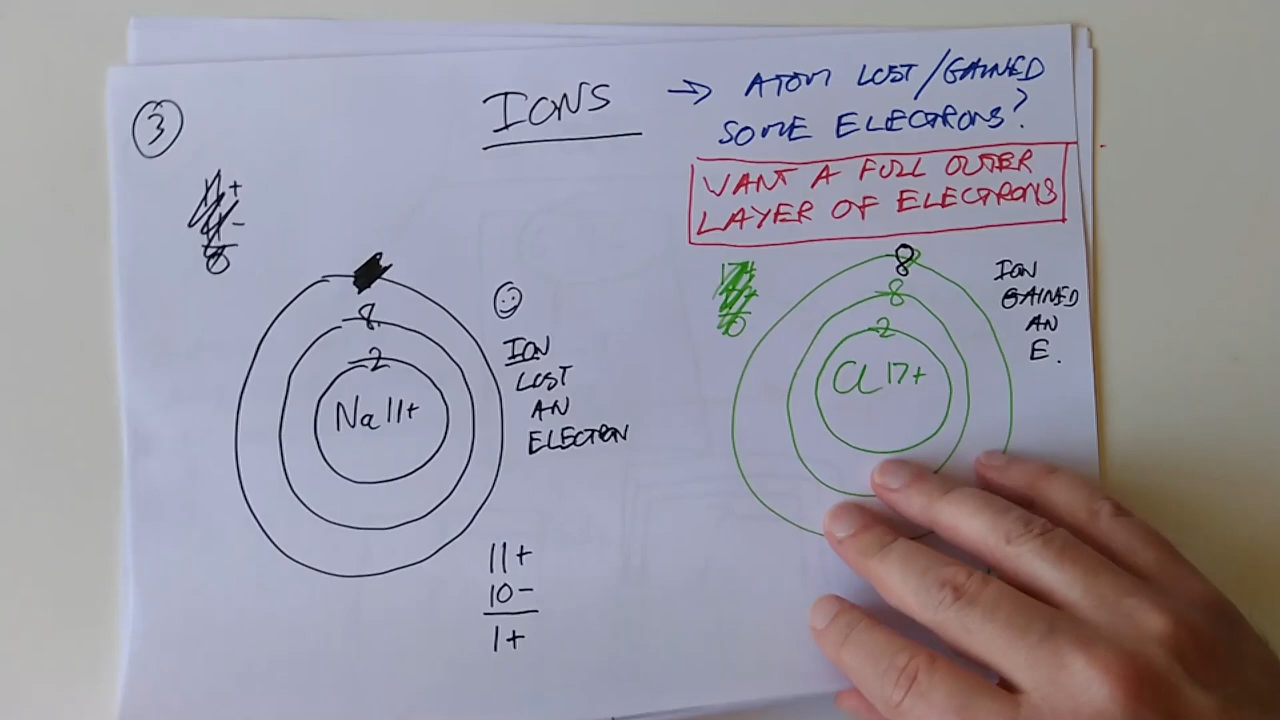 3
IONS
→ ATOM LOST/GAINED
SOME ELECTRONS?
WANT A FULL OUTER
LAYER OF ELECTRONS
8
2
Na 11+
ION
LOST
AN
ELECTRON
11+
10-
1+
8
8
2
Cl 17+
ION
GAINED
AN
E.